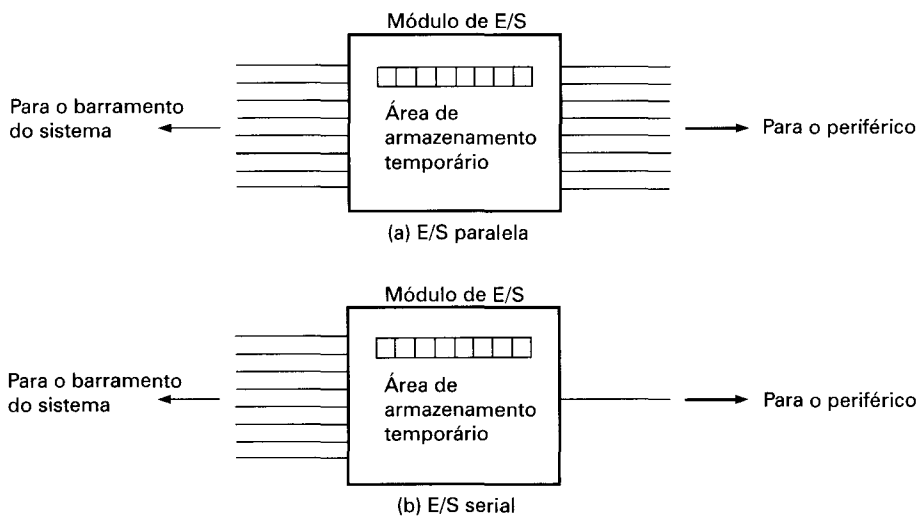 Módulo de E/S
Para o barramento
do sistema
Área de
armazenamento
temporário
Para o periférico
(a) E/S paralela
Módulo de E/S
Para o barramento
do sistema
Área de
armazenamento
temporário
Para o periférico
(b) E/S serial